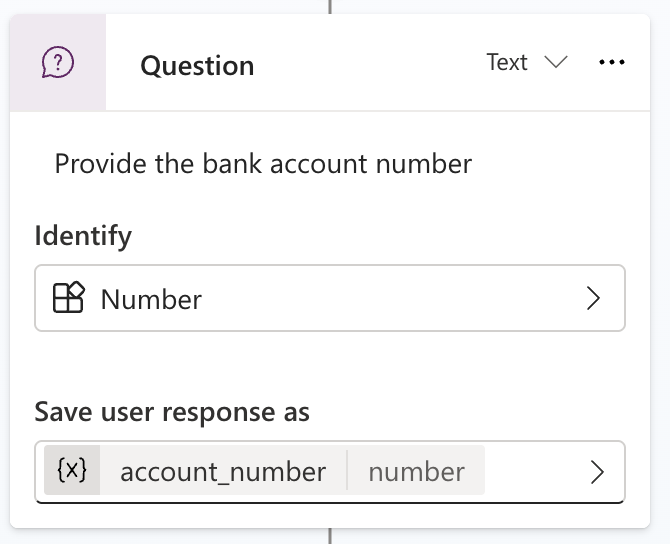 Question
Text
Provide the bank account number
Identify
Number
Save user response as
{x} account_number number